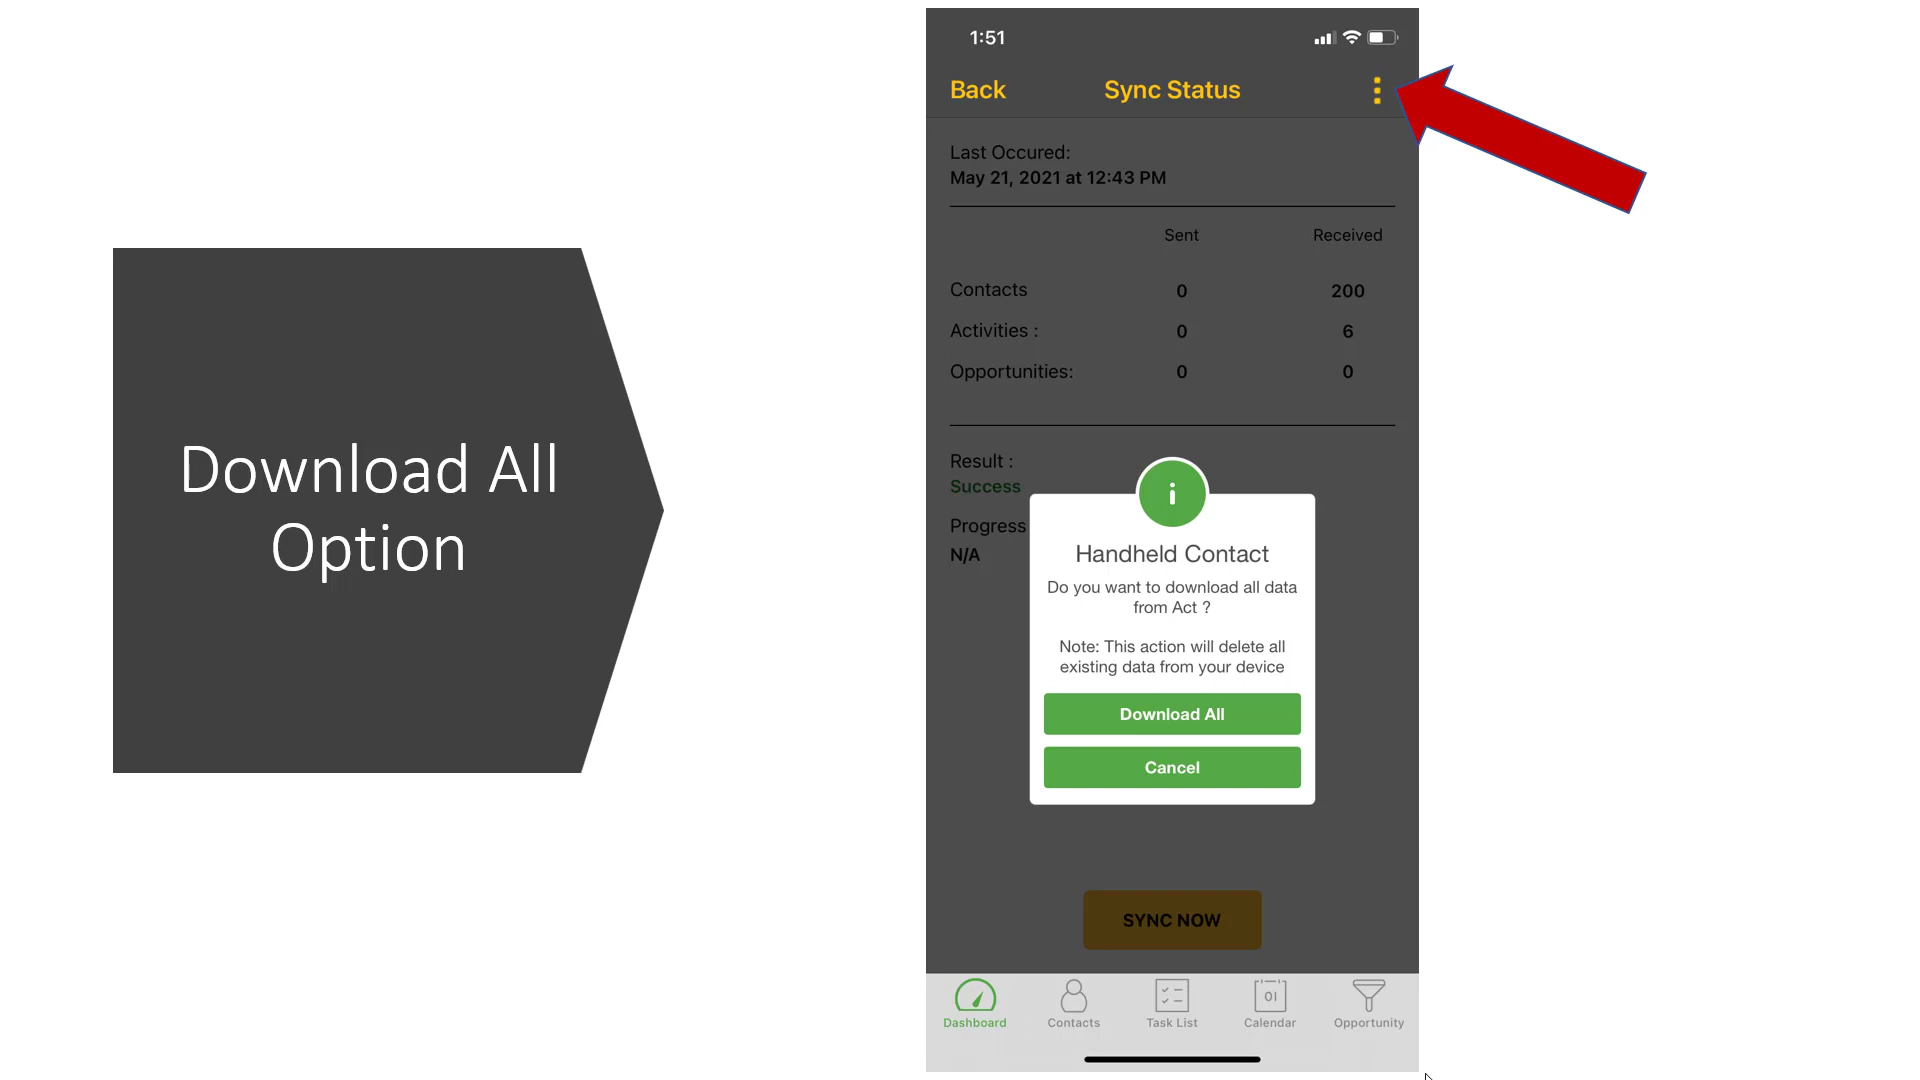 Download All
Option
1:51
Back
Sync Status
Last Occured:
May 21, 2021 at 12:43 PM
Sent Received
Contacts 0 200
Activities : 0 6
Opportunities: 0 0
Result :
Success
Progress
N/A
i
Handheld Contact
Do you want to download all data
from Act ?
Note: This action will delete all
existing data from your device
Download All
Cancel
SYNC NOW
01
Dashboard Contacts Task List Calendar Opportunity